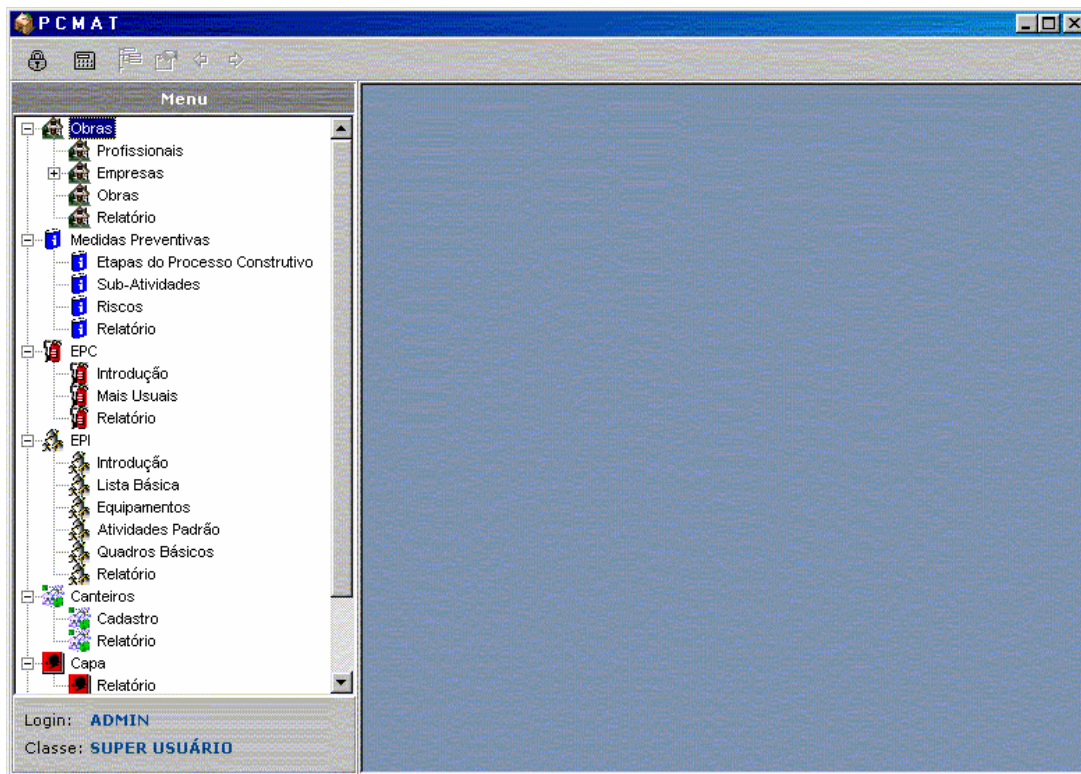 PCMAT
Menu
Obras
Profissionais
Empresas
Obras
Relatório
Medidas Preventivas
Etapas do Processo Construtivo
Sub-Atividades
Riscos
Relatório
EPC
Introdução
Mais Usuais
Relatório
EPI
Introdução
Lista Básica
Equipamentos
Atividades Padrão
Quadros Básicos
Relatório
Canteiros
Cadastro
Relatório
Capa
Relatório
Login: ADMIN
Classe: SUPER USUÁRIO